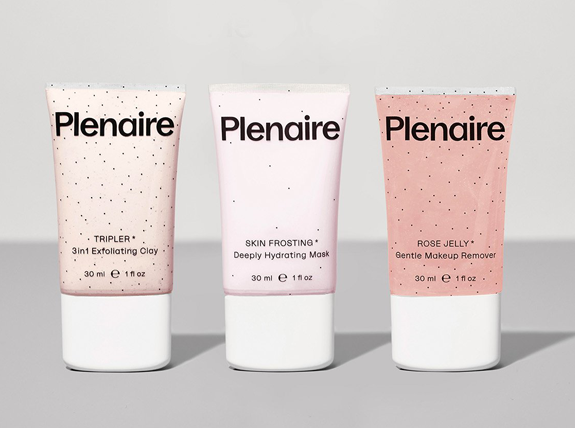 Plenaire
TRIPLER*
3in1 Exfoliating Clay
30 ml ℮ 1 fl oz
Plenaire
SKIN FROSTING*
Deeply Hydrating Mask
30 ml ℮ 1 fl oz
Plenaire
ROSE JELLY*
Gentle Makeup Remover
30 ml ℮ 1 fl oz